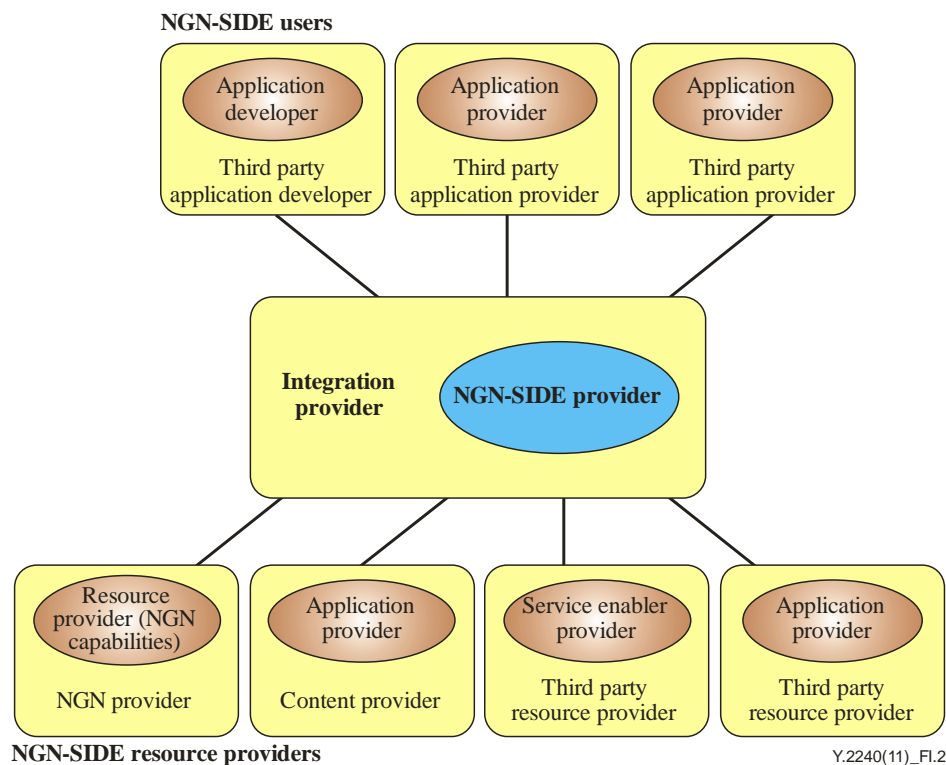 NGN-SIDE users
Application
developer
Third party
application developer
Application
provider
Third party
application provider
Application
provider
Third party
application provider
Integration
provider
NGN-SIDE provider
Resource
provider (NGN
capabilities)
NGN provider
Application
provider
Content provider
Service enabler
provider
Third party
resource provider
Application
provider
Third party
resource provider
NGN-SIDE resource providers
Y.2240(11)_FI.2